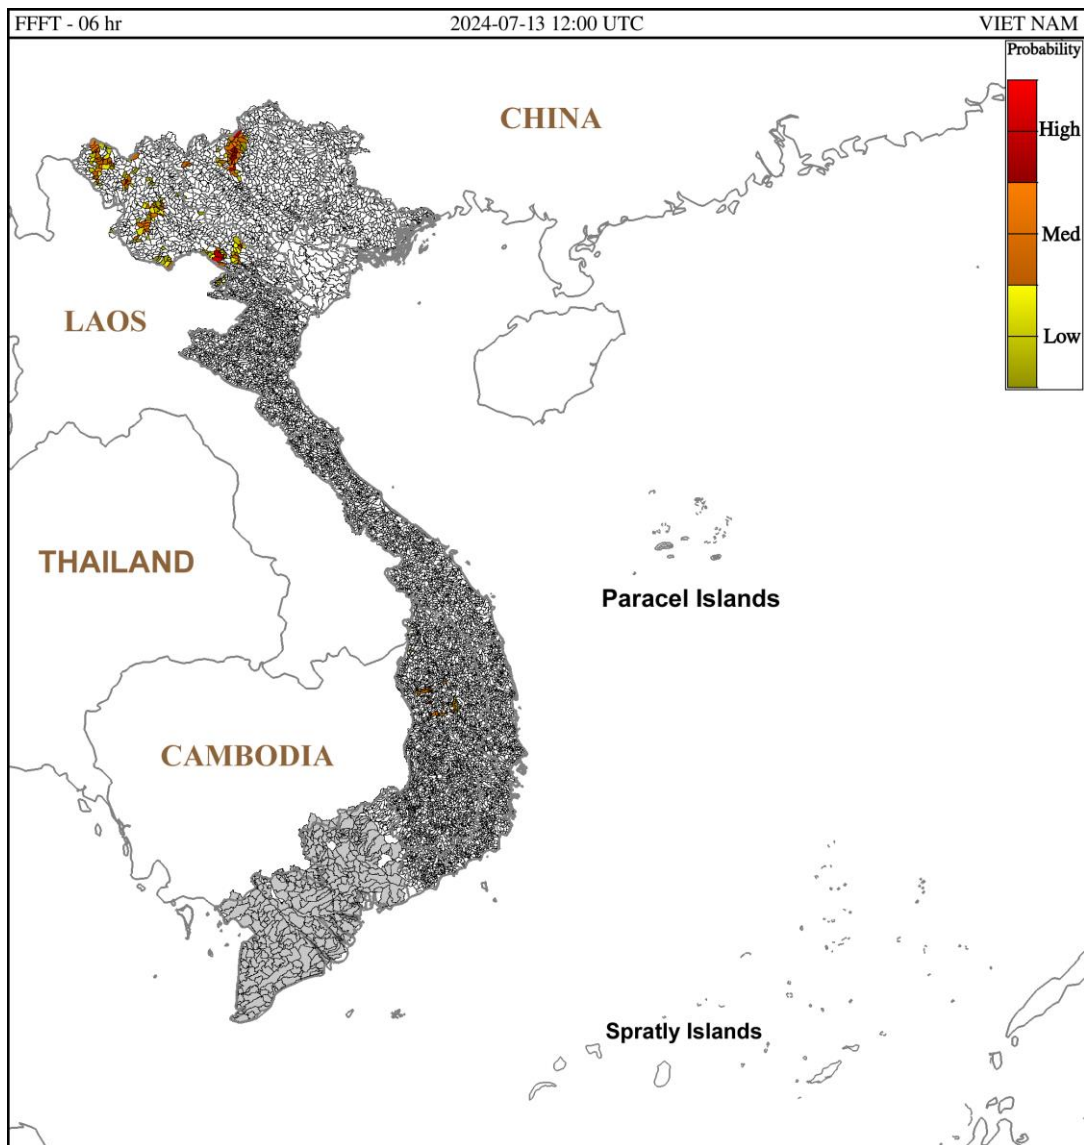 FFFT - 06 hr 2024-07-13 12:00 UTC VIET NAM
Probability
High
Med
Low
CHINA
LAOS
THAILAND
Paracel Islands
CAMBODIA
Spratly Islands